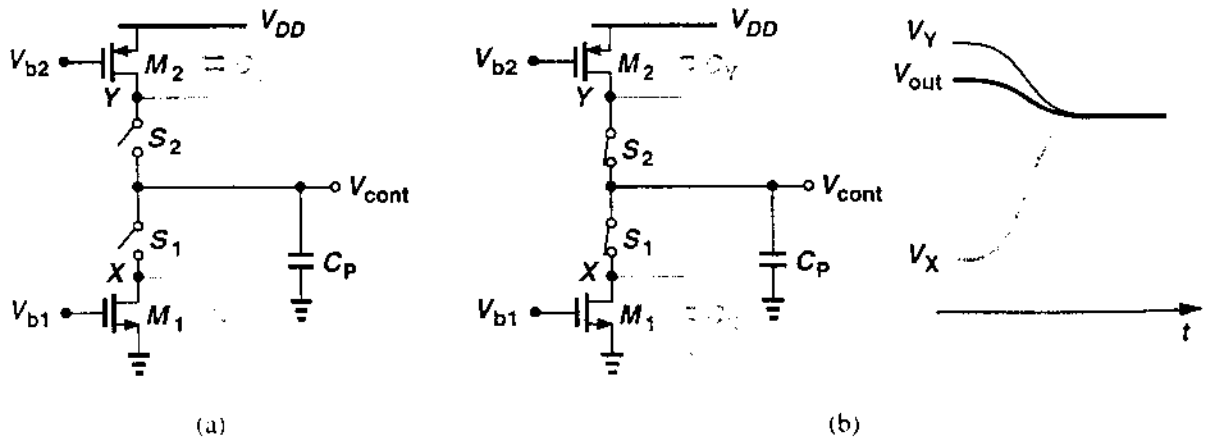 V_DD
V_b2
M_2
Y
S_2
V_cont
S_1
X
C_P
V_b1
M_1
(a)
V_DD
V_b2
M_2
Y
S_2
V_cont
S_1
X
C_P
V_b1
M_1
V_Y
V_out
V_X
t
(b)